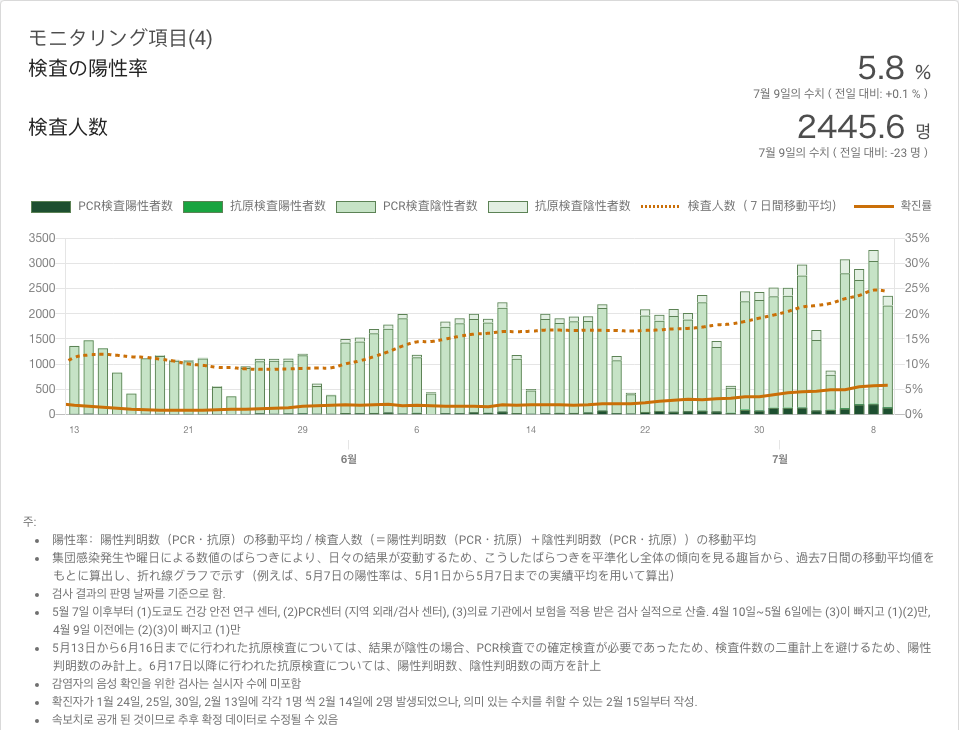 モニタリング項目(4)
検査の陽性率
5.8 %
7월 9일의 수치 ( 전일 대비: +0.1 % )
検査人数
2445.6 명
7월 9일의 수치 ( 전일 대비: -23 명 )
PCR検査陽性者数 抗原検査陽性者数 PCR検査陰性者数 抗原検査陰性者数 検査人数（７日間移動平均） 확진률
3500 35%
3000 30%
2500 25%
2000 20%
1500 15%
1000 10%
500 5%
0 0%
13 21 29 6 14 22 30 8
6월 7월
주:
陽性率：陽性判明数（PCR・抗原）の移動平均 / 検査人数（＝陽性判明数（PCR・抗原）＋陰性判明数（PCR・抗原））の移動平均
集団感染発生や曜日による数値のばらつきにより、日々の結果が変動するため、こうしたばらつきを平準化し全体の傾向を見る趣旨から、過去7日間の移動平均値を
もとに算出し、折れ線グラフで示す（例えば、5月7日の陽性率は、5月1日から5月7日までの実績平均を用いて算出）
검사 결과의 판명 날짜를 기준으로 함.
5월 7일 이후부터 (1)도쿄도 건강 안전 연구 센터, (2)PCR센터 (지역 외래/검사 센터), (3)의료 기관에서 보험을 적용 받은 검사 실적으로 산출. 4월 10일~5월 6일에는 (3)이 빠지고 (1)(2)만,
4월 9일 이전에는 (2)(3)이 빠지고 (1)만
5月13日から6月16日までに行われた抗原検査については、結果が陰性の場合、PCR検査での確定検査が必要であったため、検査件数の二重計上を避けるため、陽性
判明数のみ計上。6月17日以降に行われた抗原検査については、陽性判明数、陰性判明数の両方を計上
감염자의 음성 확인을 위한 검사는 실시자 수에 미포함
확진자가 1월 24일, 25일, 30일, 2월 13일에 각각 1명 씩 2월 14일에 2명 발생되었으나, 의미 있는 수치를 취할 수 있는 2월 15일부터 작성.
속보치로 공개 된 것이므로 추후 확정 데이터로 수정될 수 있음